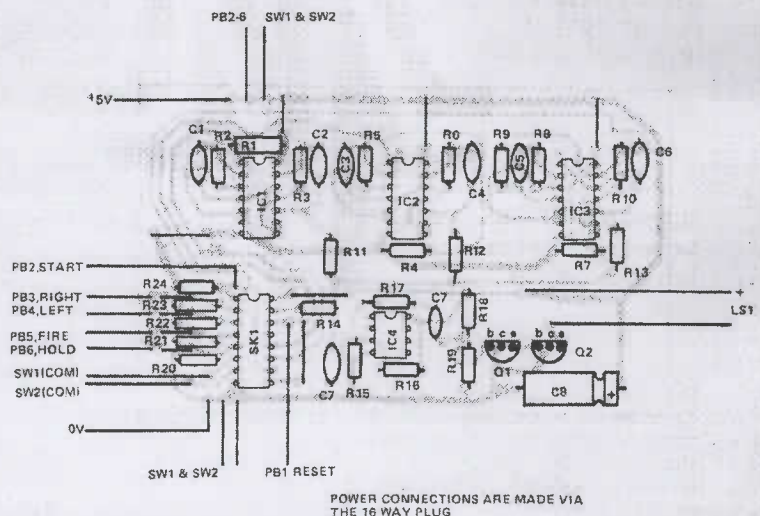 PB2-6 SW1 & SW2
+5V
C1 R2 R1 C2 R5 R0 R9 R8 C6
C3 C5
R3 C4 R10
IC1 IC2 IC3
R11 R4 R12 R7 R13
PB2,START
R24
PB3,RIGHT
R23
PB4,LEFT
R22
PB5,FIRE
R21
PB6,HOLD
R20
SW1(COM)
SW2(COM)
0V
SK1
R17 C7 R18
R14
IC4
C7 R15 R16 R19
b c e b c e
Q1 Q2
C8 +
+
LS1
SW1 & SW2 PB1 RESET
POWER CONNECTIONS ARE MADE VIA
THE 16 WAY PLUG